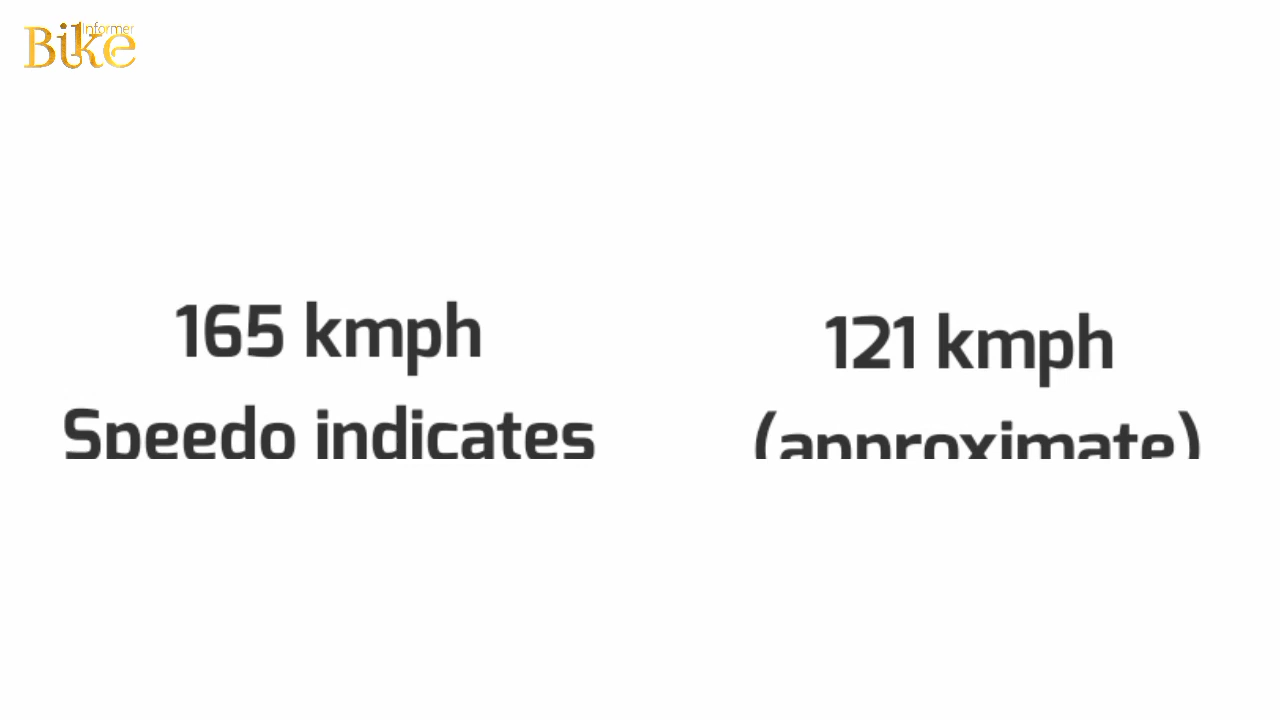 Bike Informer
165 kmph
Speedo indicates
121 kmph
(approximate)